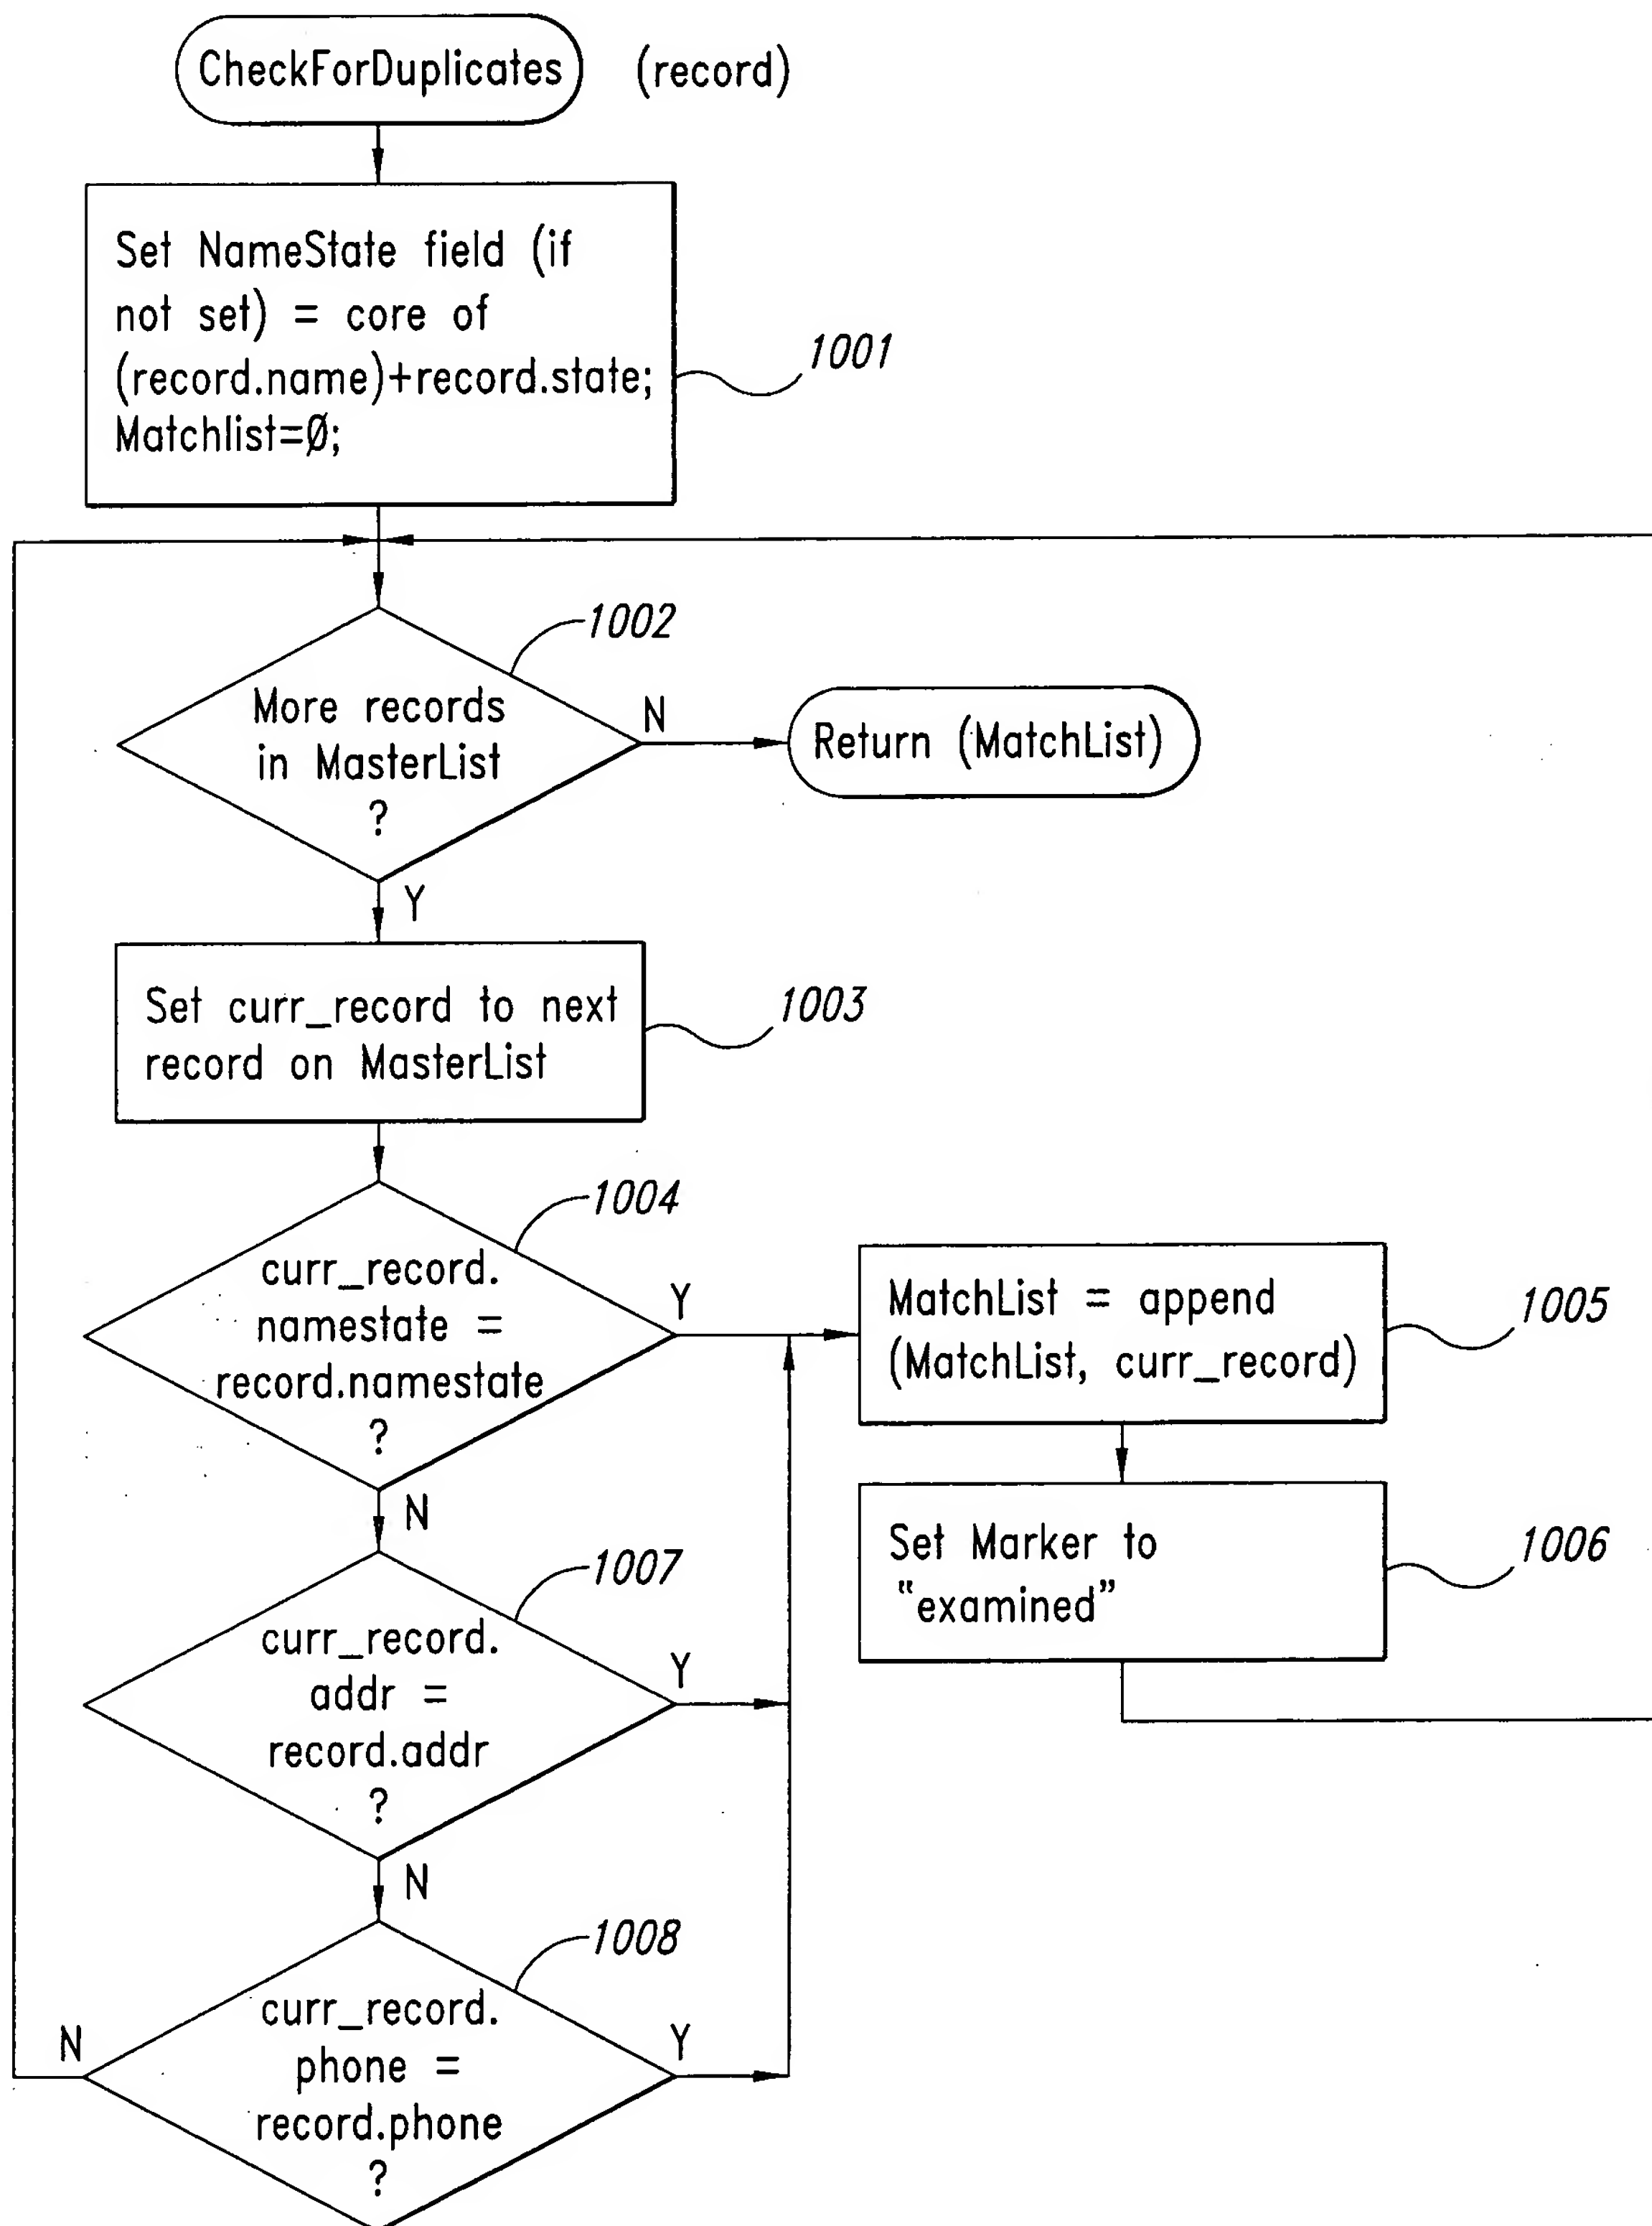 CheckForDuplicates (record)
Set NameState field (if
not set) = core of
(record.name)+record.state;
Matchlist=Ø;
1001
1002
More records
in MasterList
?
N
Return (MatchList)
Y
Set curr_record to next
record on MasterList
1003
1004
curr_record.
namestate =
record.namestate
?
Y
MatchList = append
(MatchList, curr_record)
1005
N
Set Marker to
“examined”
1006
1007
curr_record.
addr =
record.addr
?
Y
N
1008
curr_record.
phone =
record.phone
?
N
Y